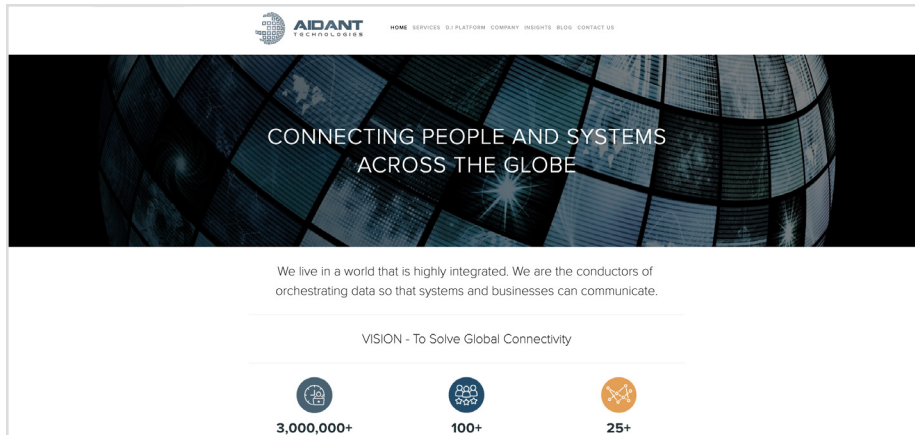 AIDANT
TECHNOLOGIES
HOME SERVICES D.I PLATFORM COMPANY INSIGHTS BLOG CONTACT US
CONNECTING PEOPLE AND SYSTEMS
ACROSS THE GLOBE
We live in a world that is highly integrated. We are the conductors of
orchestrating data so that systems and businesses can communicate.
VISION - To Solve Global Connectivity
3,000,000+ 100+ 25+